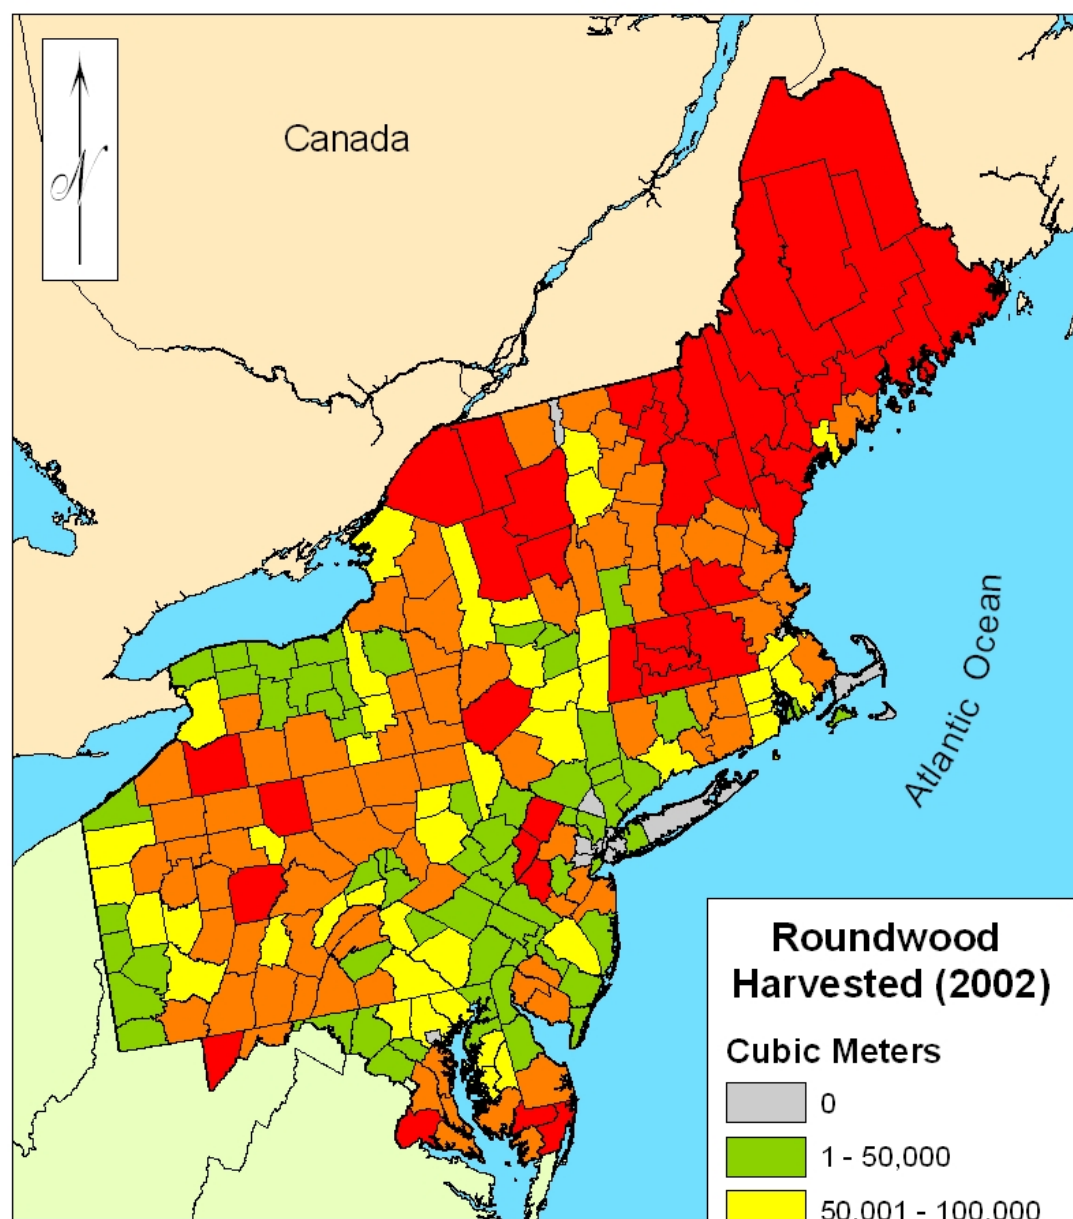 Canada
N
Atlantic Ocean
Roundwood
Harvested (2002)
Cubic Meters
0
1 - 50,000
50,001 - 100,000